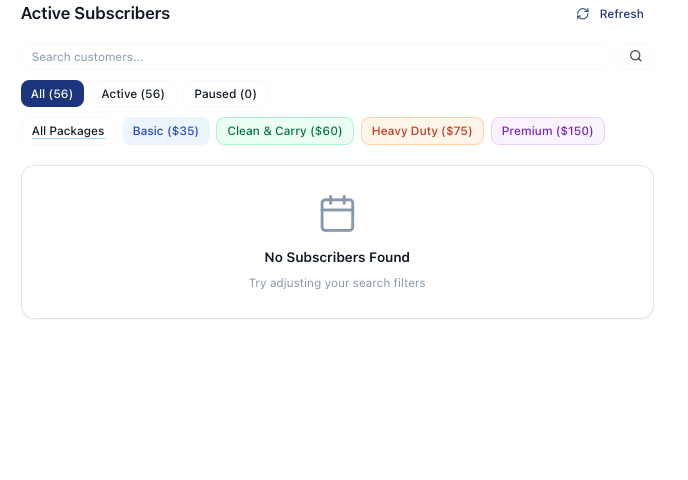 Active Subscribers
Refresh
Search customers...
All (56) Active (56) Paused (0)
All Packages Basic ($35) Clean & Carry ($60) Heavy Duty ($75) Premium ($150)
No Subscribers Found
Try adjusting your search filters